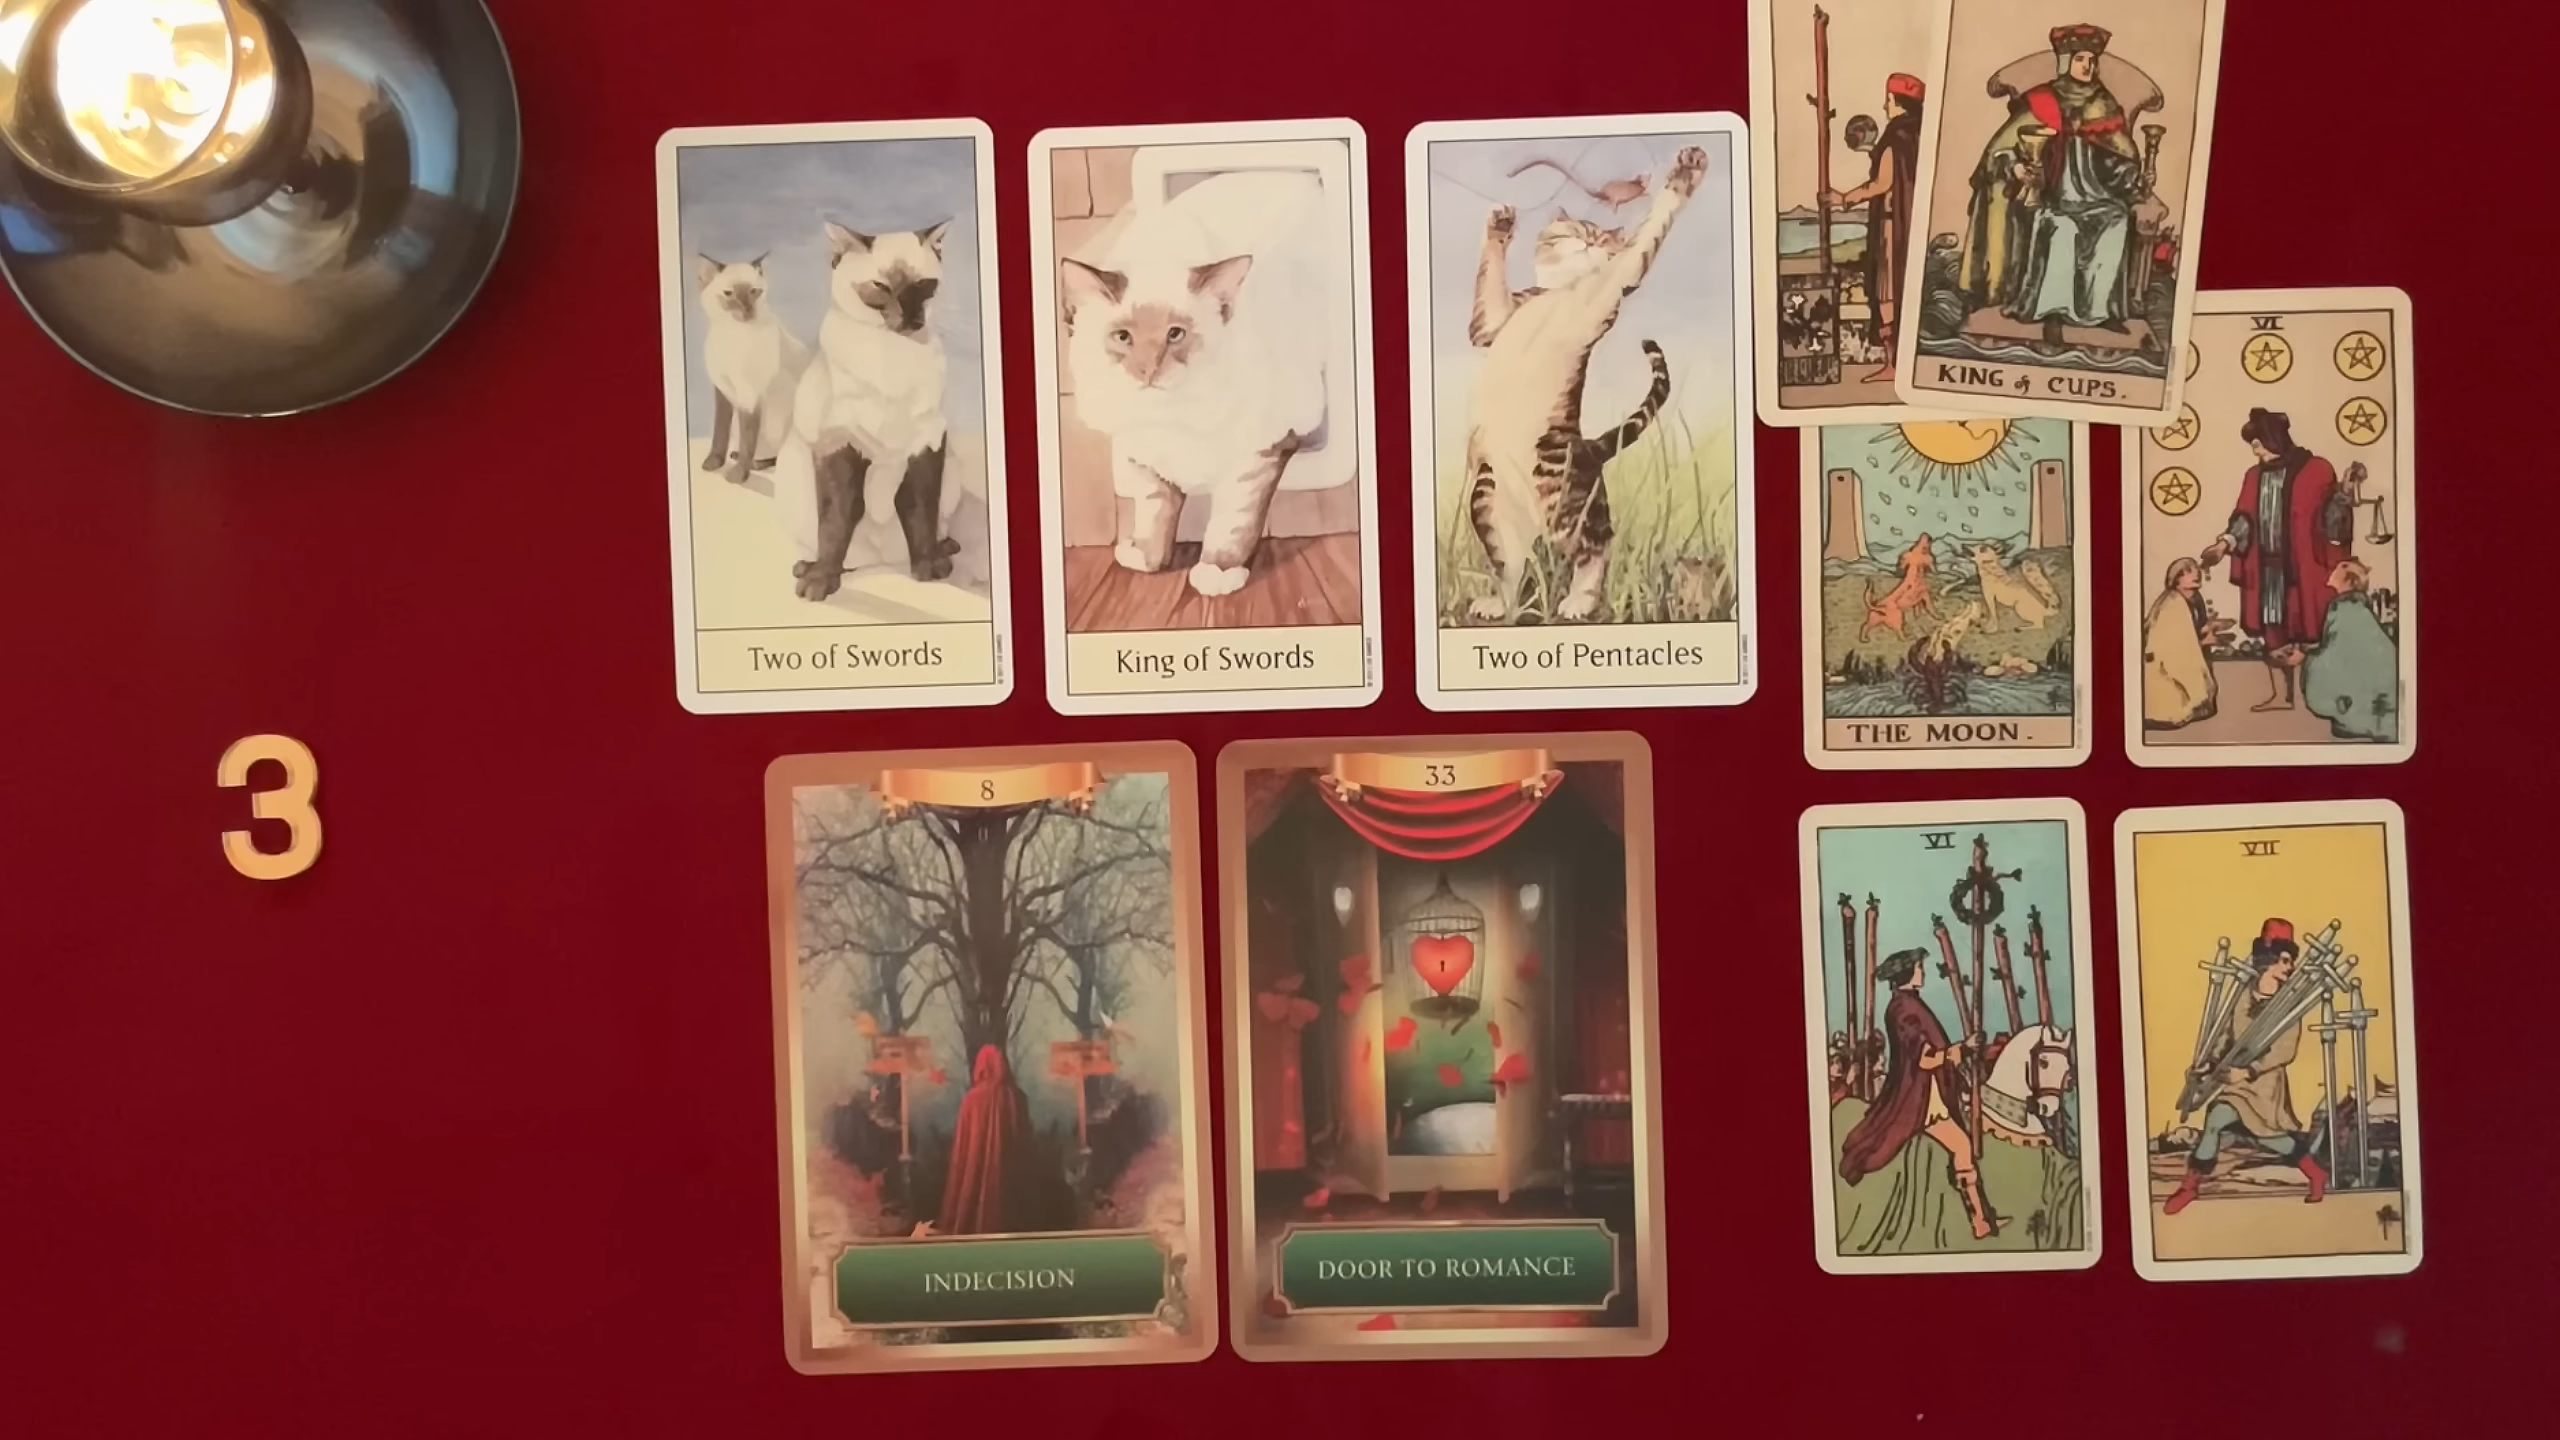 KING of CUPS.
VI
Two of Swords
King of Swords
Two of Pentacles
THE MOON.
3
8
33
VI
VII
INDECISION
DOOR TO ROMANCE